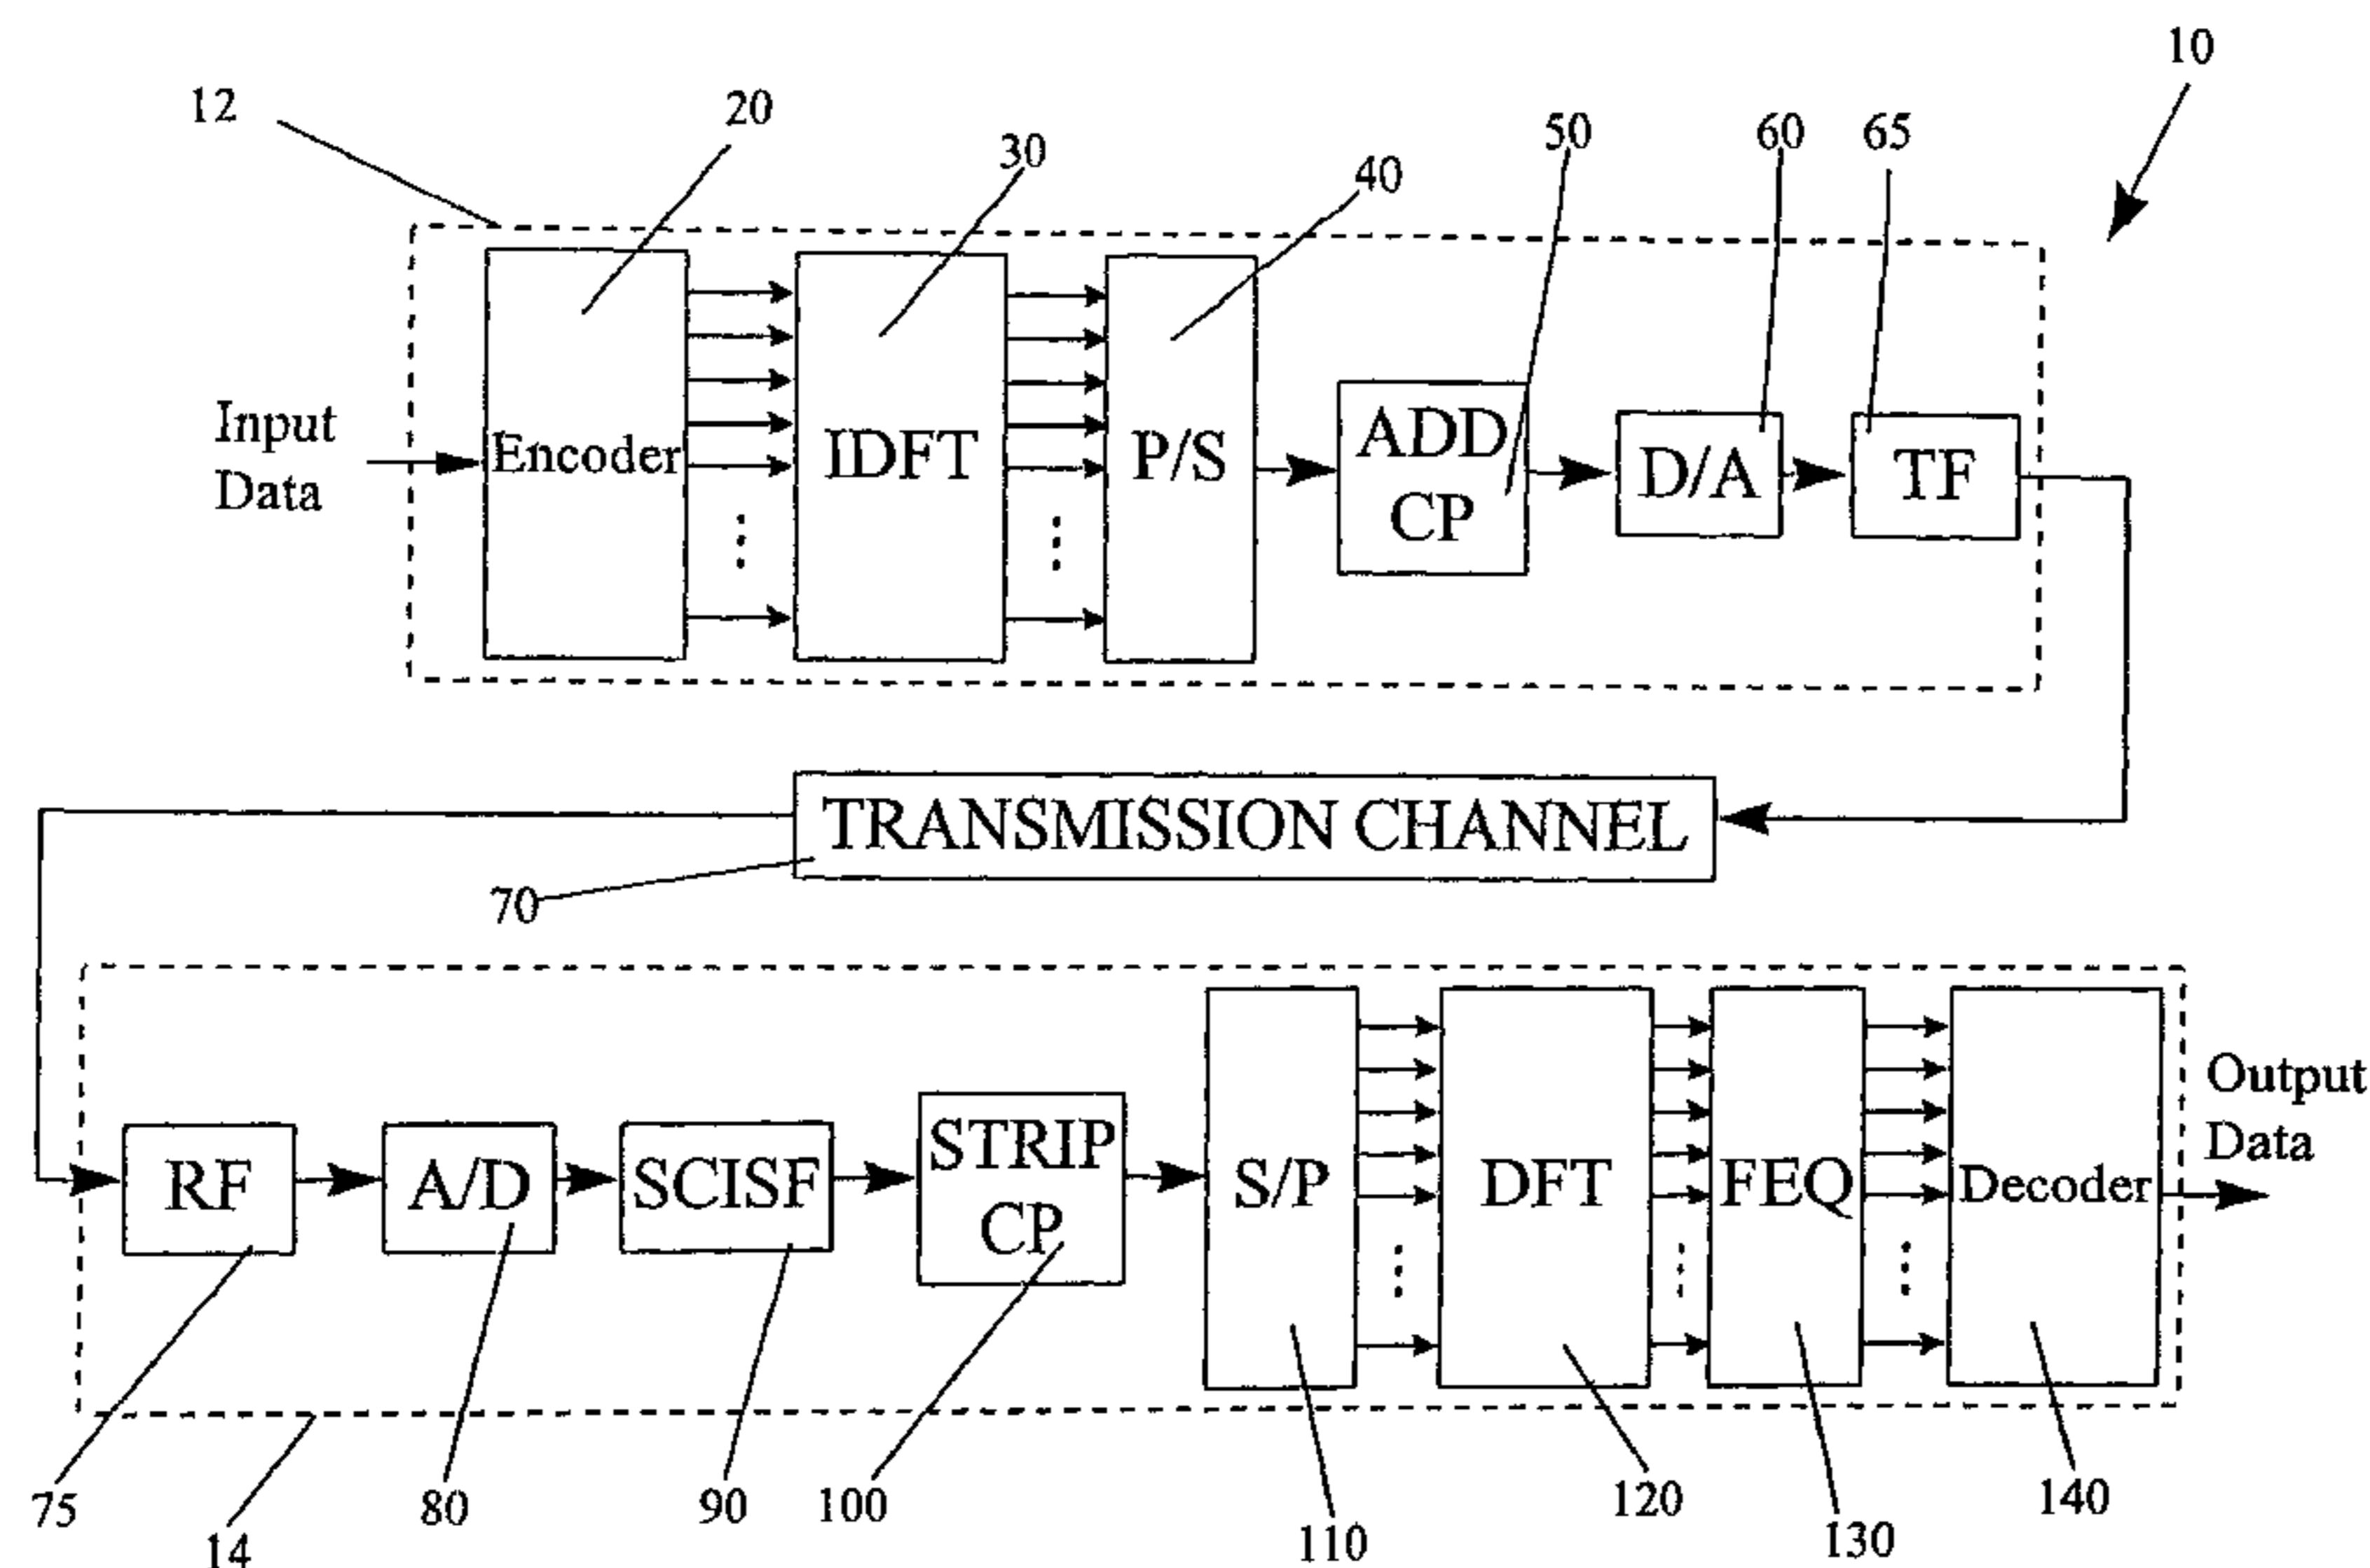 10
12
20
30
40
50
60
65
Input
Data
Encoder
IDFT
P/S
ADD
CP
D/A
TF
TRANSMISSION CHANNEL
70
RF
A/D
SCISF
STRIP
CP
S/P
DFT
FEQ
Decoder
Output
Data
75
14
80
90
100
110
120
130
140